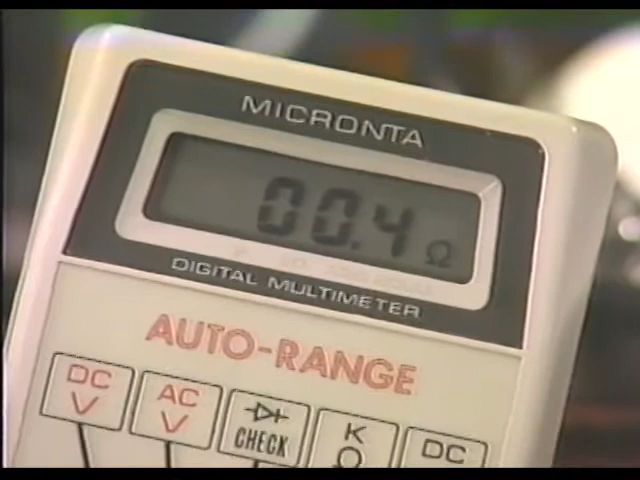 MICRONTA
00.4 Ω
DIGITAL MULTIMETER
AUTO-RANGE
DC V
AC V
CHECK
K Ω
DC